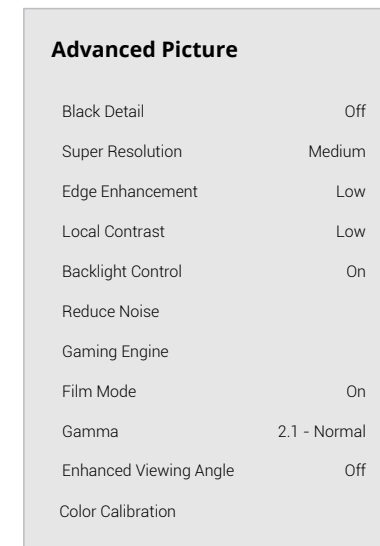 Advanced Picture
Black Detail Off
Super Resolution Medium
Edge Enhancement Low
Local Contrast Low
Backlight Control On
Reduce Noise
Gaming Engine
Film Mode On
Gamma 2.1 - Normal
Enhanced Viewing Angle Off
Color Calibration